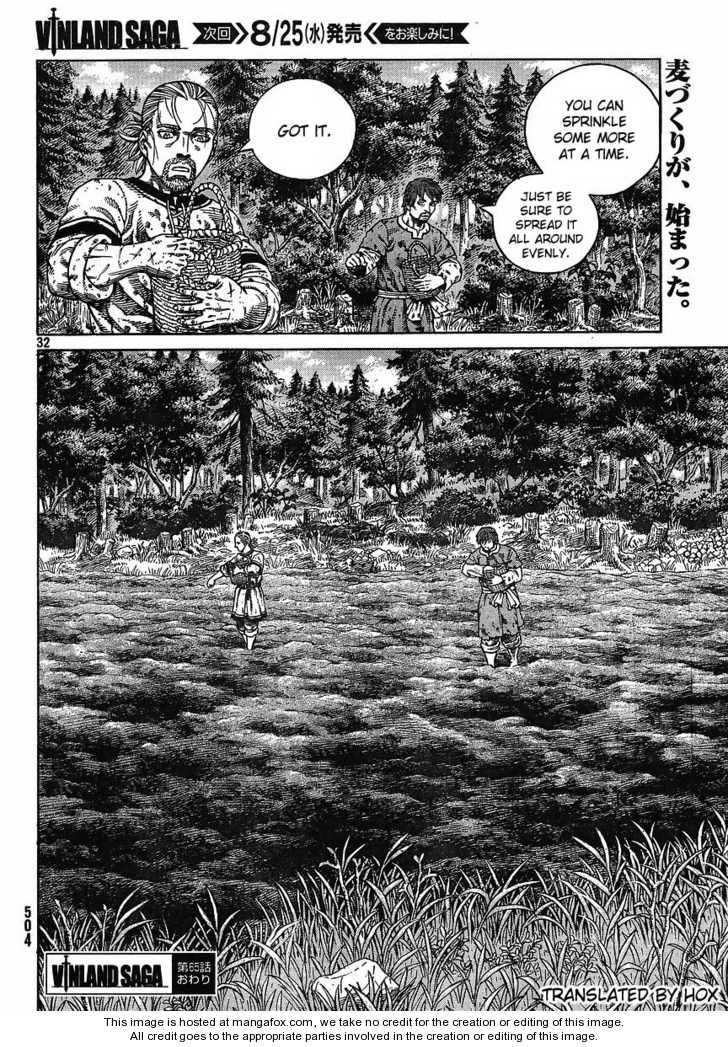 VINLAND SAGA
次回 8/25(水)発売 をお楽しみに!
麦づくりが、始まった。
YOU CAN
SPRINKLE
SOME MORE
AT A TIME.
JUST BE
SURE TO
SPREAD IT
ALL AROUND
EVENLY.
GOT IT.
32
504
VINLAND SAGA
第65話
おわり
TRANSLATED BY HOX
This image is hosted at mangafox.com, we take no credit for the creation or editing of this image.
All credit goes to the appropriate parties involved in the creation or editing of this image.